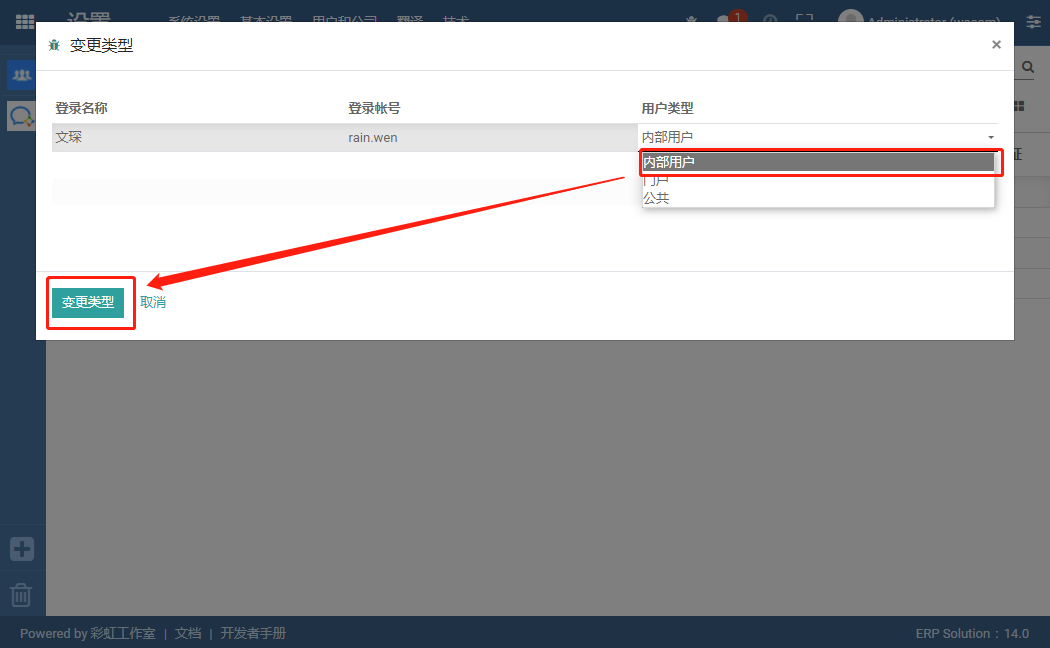 设置 系统设置 基本设置 用户和公司 翻译 技术 1 Administrator (wecom)
变更类型 ×
登录名称 登录帐号 用户类型
文琛 rain.wen 内部用户
内部用户
门户
公共
变更类型 取消
Powered by 彩虹工作室 | 文档 | 开发者手册 ERP Solution：14.0